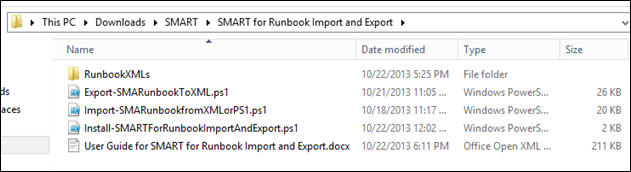 This PC ▸ Downloads ▸ SMART ▸ SMART for Runbook Import and Export ▸
Name Date modified Type Size
RunbookXMLs 10/22/2013 5:25 PM File folder
Export-SMARunbookToXML.ps1 10/21/2013 11:05 ... Windows PowerS... 26 KB
Import-SMARunbookfromXMLorPS1.ps1 10/18/2013 11:17 ... Windows PowerS... 20 KB
Install-SMARTForRunbookImportAndExport.ps1 10/22/2013 12:02 ... Windows PowerS... 2 KB
aces User Guide for SMART for Runbook Import and Export.docx 10/22/2013 6:11 PM Office Open XML ... 211 KB